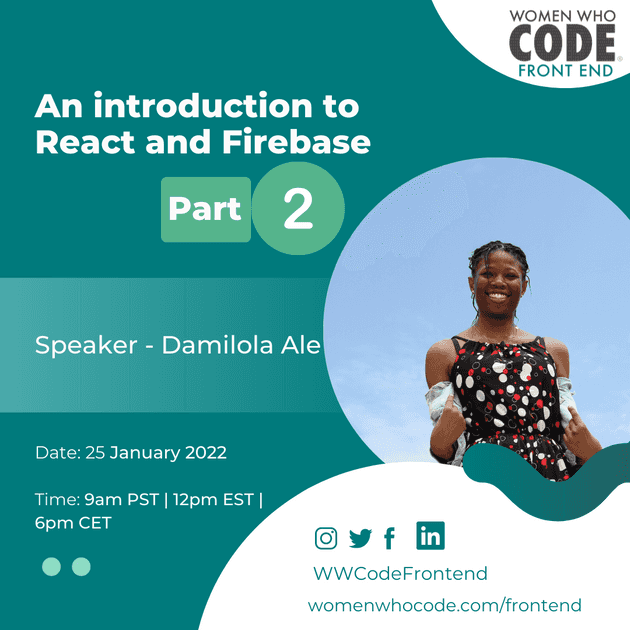 WOMEN WHO
CODE®
FRONT END
An introduction to
React and Firebase
Part 2
Speaker - Damilola Ale
Date: 25 January 2022
Time: 9am PST | 12pm EST |
6pm CET
in
WWCodeFrontend
womenwhocode.com/frontend